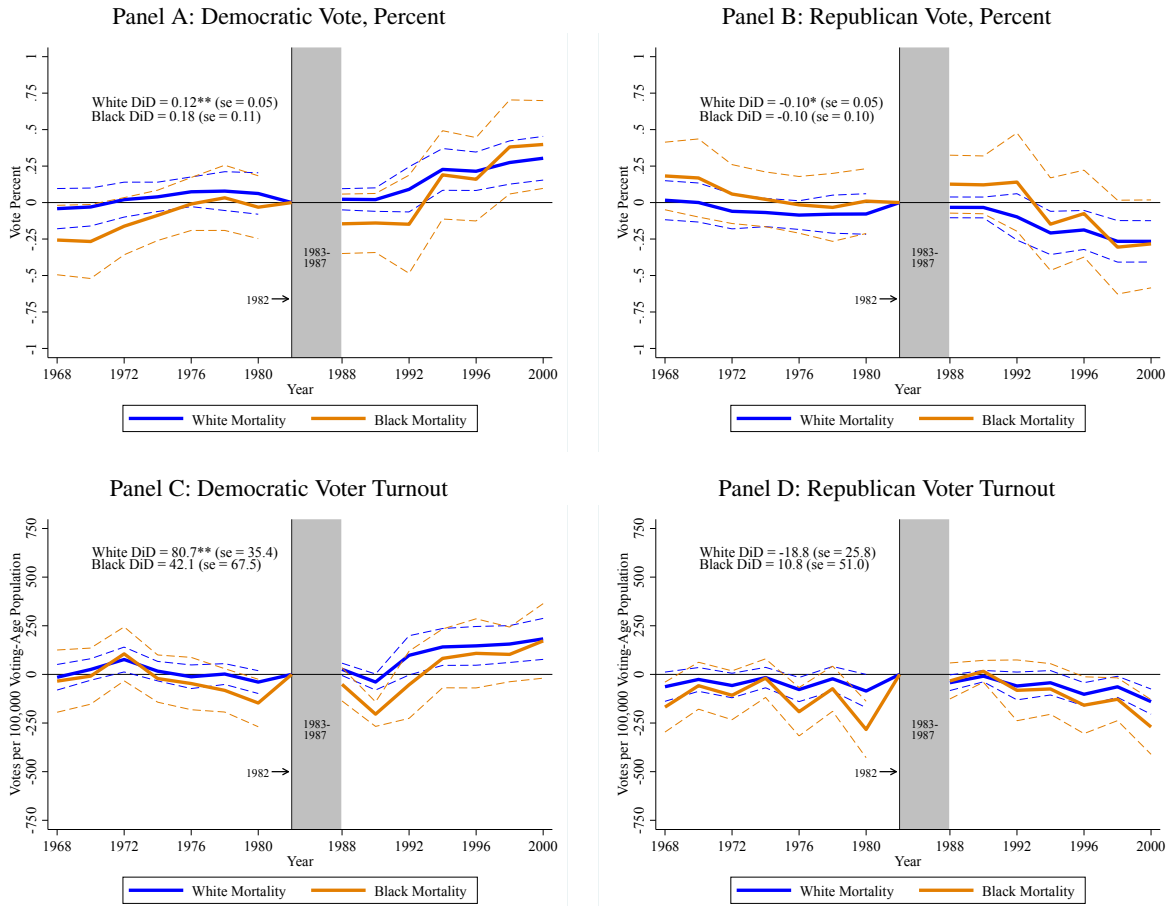 Panel A: Democratic Vote, Percent
Vote Percent
1
.75
.5
.25
0
-.25
-.5
-.75
-1
White DiD = 0.12** (se = 0.05)
Black DiD = 0.18 (se = 0.11)
1983-
1987
1982
1968 1972 1976 1980 1988 1992 1996 2000
Year
White Mortality Black Mortality
Panel B: Republican Vote, Percent
Vote Percent
1
.75
.5
.25
0
-.25
-.5
-.75
-1
White DiD = -0.10* (se = 0.05)
Black DiD = -0.10 (se = 0.10)
1983-
1987
1982
1968 1972 1976 1980 1988 1992 1996 2000
Year
White Mortality Black Mortality
Panel C: Democratic Voter Turnout
Votes per 100,000 Voting-Age Population
750
500
250
0
-250
-500
-750
White DiD = 80.7** (se = 35.4)
Black DiD = 42.1 (se = 67.5)
1983-
1987
1982
1968 1972 1976 1980 1988 1992 1996 2000
Year
White Mortality Black Mortality
Panel D: Republican Voter Turnout
Votes per 100,000 Voting-Age Population
750
500
250
0
-250
-500
-750
White DiD = -18.8 (se = 25.8)
Black DiD = 10.8 (se = 51.0)
1983-
1987
1982
1968 1972 1976 1980 1988 1992 1996 2000
Year
White Mortality Black Mortality